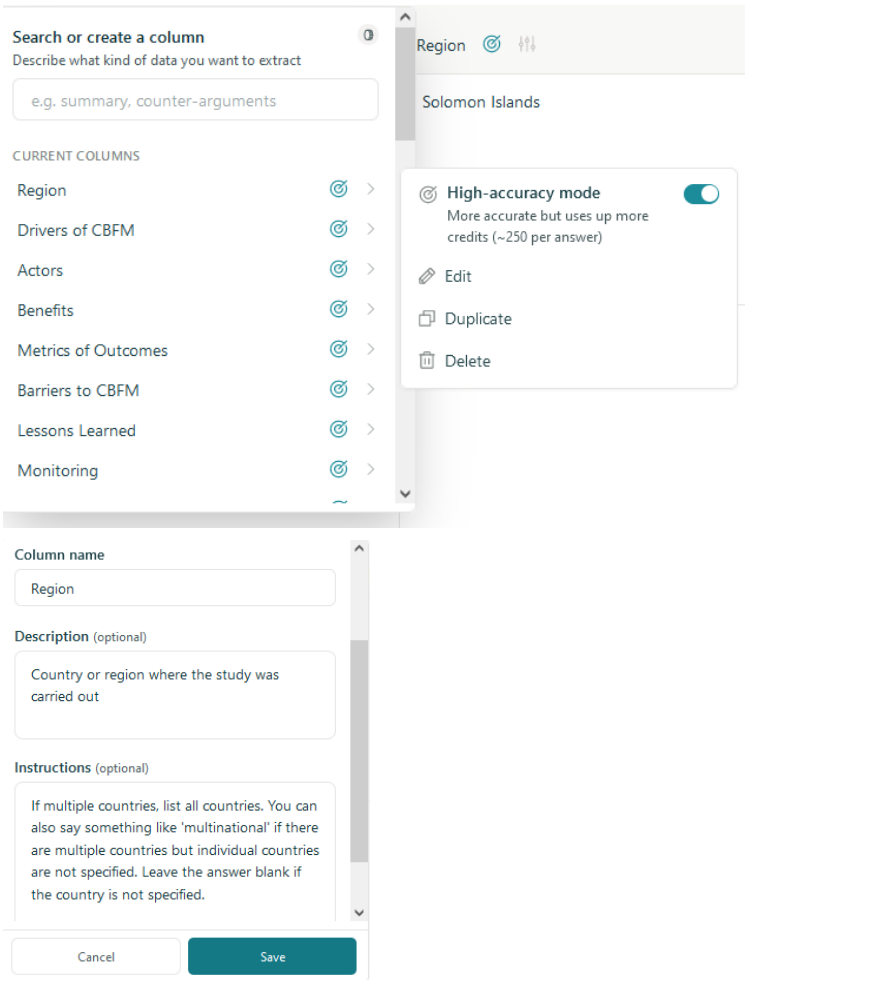 Search or create a column
Describe what kind of data you want to extract
e.g. summary, counter-arguments
CURRENT COLUMNS
Region
Drivers of CBFM
Actors
Benefits
Metrics of Outcomes
Barriers to CBFM
Lessons Learned
Monitoring
Region
Solomon Islands
High-accuracy mode
More accurate but uses up more
credits (~250 per answer)
Edit
Duplicate
Delete
Column name
Region
Description (optional)
Country or region where the study was
carried out
Instructions (optional)
If multiple countries, list all countries. You can
also say something like 'multinational' if there
are multiple countries but individual countries
are not specified. Leave the answer blank if
the country is not specified.
Cancel
Save